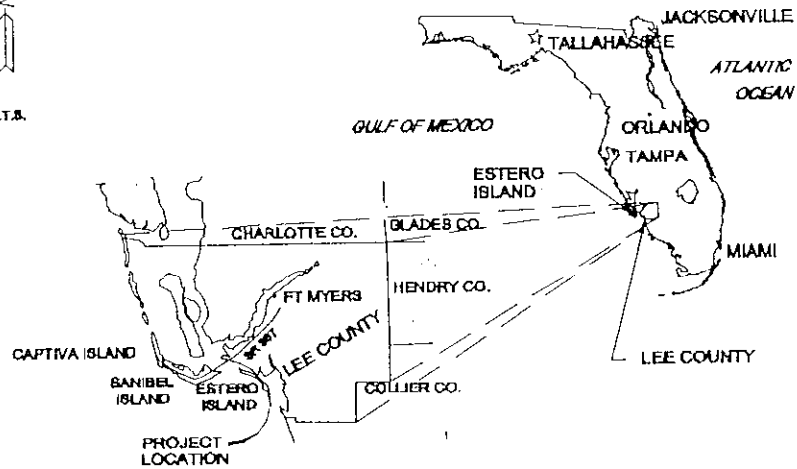 JACKSONVILLE
TALLAHASSEE
ATLANTIC
OCEAN
N.T.S.
GULF OF MEXICO
ORLANDO
TAMPA
ESTERO
ISLAND
CHARLOTTE CO.
GLADES CO.
MIAMI
FT MYERS
HENDRY CO.
LEE COUNTY
CAPTIVA ISLAND
LEE COUNTY
SANIBEL
ISLAND
ESTERO
ISLAND
COLLIER CO.
PROJECT
LOCATION